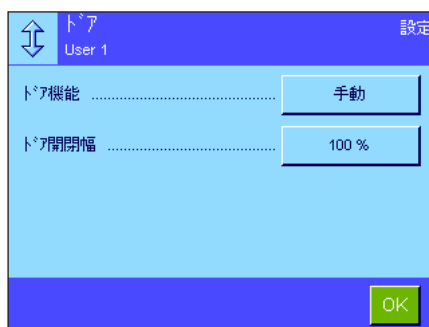 ﾄﾞｱ
設定
User 1
ﾄﾞｱ機能 ........................................ 手動
ﾄﾞｱ開閉幅 ..................................... 100 %
OK